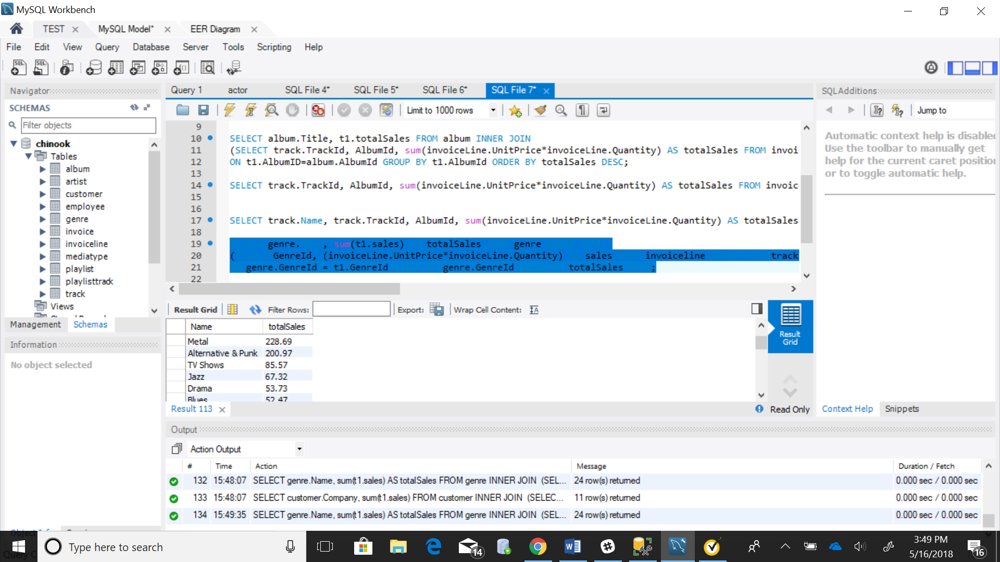 MySQL Workbench
TEST
MySQL Model*
EER Diagram
File Edit View Query Database Server Tools Scripting Help
Navigator
SCHEMAS
Filter objects
chinook
Tables
album
artist
customer
employee
genre
invoice
invoiceline
mediatype
playlist
playlisttrack
track
Views
Management Schemas
Information
No object selected
Query 1 actor SQL File 4* SQL File 5* SQL File 6* SQL File 7*
Limit to 1000 rows
9
10 SELECT album.Title, t1.totalSales FROM album INNER JOIN
11 (SELECT track.TrackId, AlbumId, sum(invoiceLine.UnitPrice*invoiceLine.Quantity) AS totalSales FROM invoi
12 ON t1.AlbumID=album.AlbumId GROUP BY t1.AlbumId ORDER BY totalSales DESC;
13
14 SELECT track.TrackId, AlbumId, sum(invoiceLine.UnitPrice*invoiceLine.Quantity) AS totalSales FROM invoic
15
16
17 SELECT track.Name, track.TrackId, AlbumId, sum(invoiceLine.UnitPrice*invoiceLine.Quantity) AS totalSales
18
19 genre. , sum(t1.sales) totalSales genre
20 ( GenreId, (invoiceLine.UnitPrice*invoiceLine.Quantity) sales invoiceline track
21 genre.GenreId = t1.GenreId genre.GenreId totalSales ;
22
Result Grid Filter Rows: Export: Wrap Cell Content:
Name totalSales
Metal 228.69
Alternative & Punk 200.97
TV Shows 85.57
Jazz 67.32
Drama 53.73
Blues 52.47
Result Grid
Result 113
Read Only
SQLAdditions
Jump to
Automatic context help is disabled
Use the toolbar to manually get
help for the current caret position
or to toggle automatic help.
Context Help Snippets
Output
Action Output
# Time Action Message Duration / Fetch
132 15:48:07 SELECT genre.Name, sum(t1.sales) AS totalSales FROM genre INNER JOIN (SEL... 24 row(s) returned 0.000 sec / 0.000 sec
133 15:48:07 SELECT customer.Company, sum(t1.sales) FROM customer INNER JOIN (SELEC... 11 row(s) returned 0.000 sec / 0.000 sec
134 15:49:35 SELECT genre.Name, sum(t1.sales) AS totalSales FROM genre INNER JOIN (SEL... 24 row(s) returned 0.000 sec / 0.000 sec
Type here to search
14
3:49 PM
5/16/2018
16